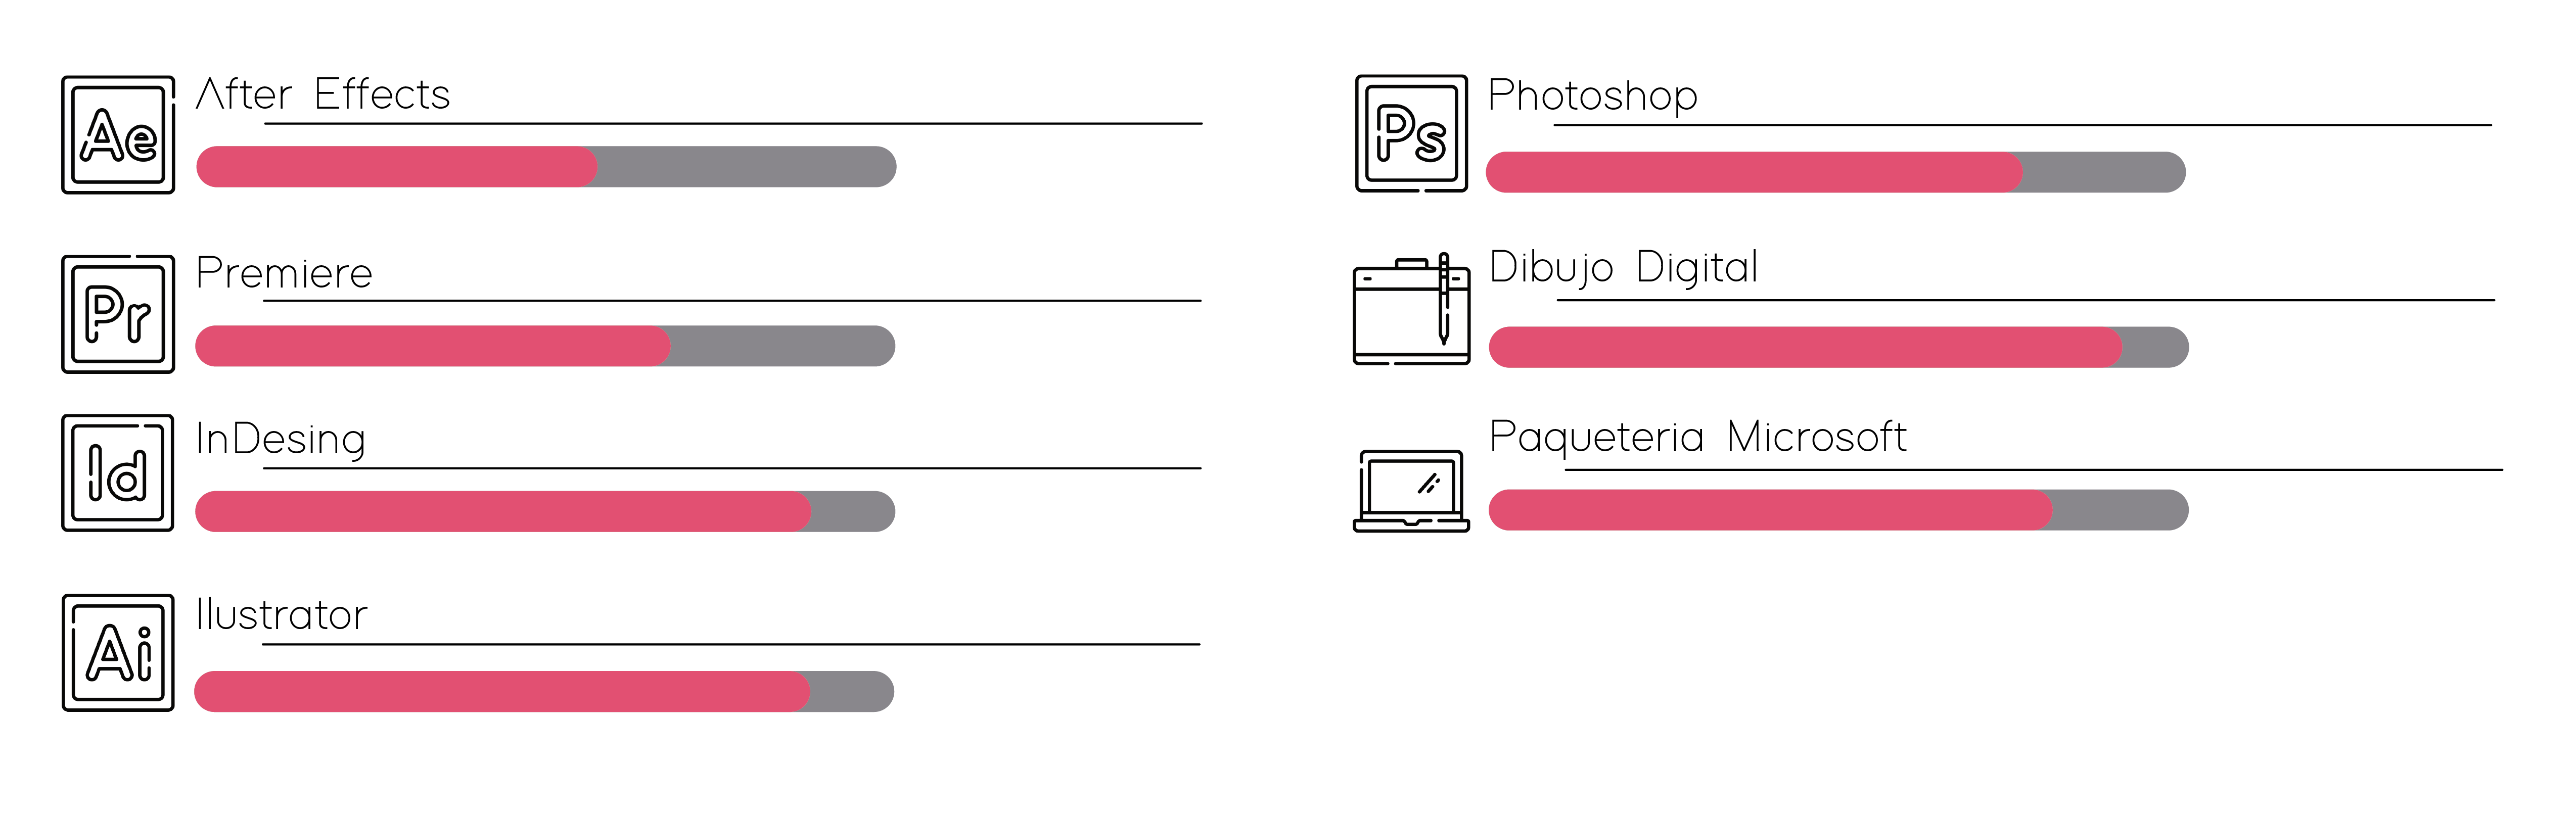 Ae
After Effects
Pr
Premiere
Id
InDesing
Ai
Ilustrator
Ps
Photoshop
Dibujo Digital
Paqueteria Microsoft